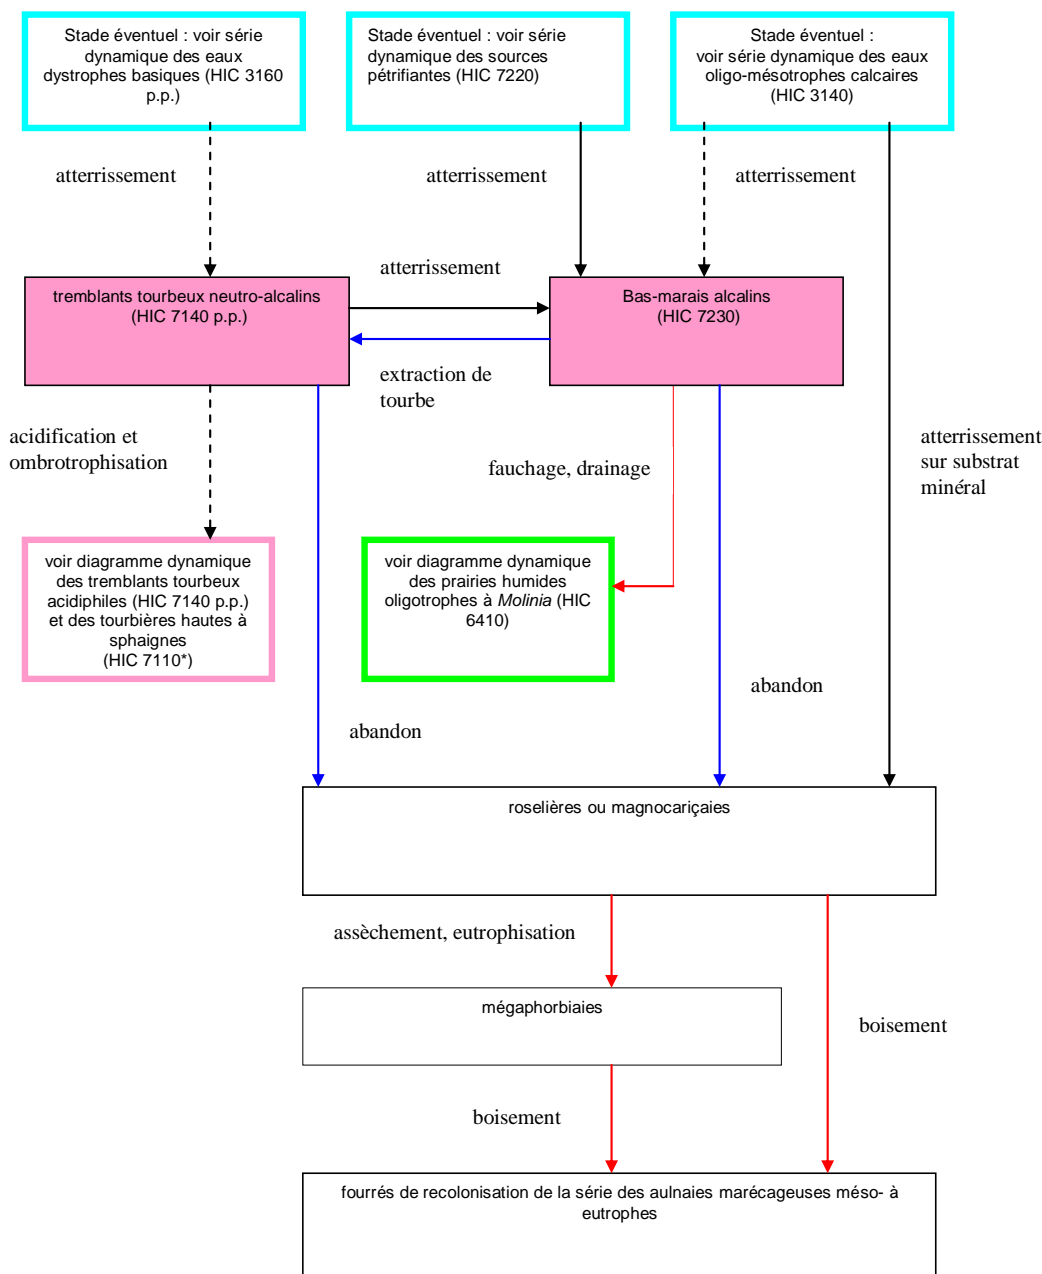 Stade éventuel : voir série
dynamique des eaux
dystrophes basiques (HIC 3160
p.p.)
Stade éventuel : voir série
dynamique des sources
pétrifiantes (HIC 7220)
Stade éventuel :
voir série dynamique des eaux
oligo-mésotrophes calcaires
(HIC 3140)
atterrissement
atterrissement
atterrissement
atterrissement
tremblants tourbeux neutro-alcalins
(HIC 7140 p.p.)
Bas-marais alcalins
(HIC 7230)
extraction de
tourbe
acidification et
ombrotrophisation
fauchage, drainage
atterrissement
sur substrat
minéral
voir diagramme dynamique
des tremblants tourbeux
acidiphiles (HIC 7140 p.p.)
et des tourbières hautes à
sphaignes
(HIC 7110*)
voir diagramme dynamique
des prairies humides
oligotrophes à Molinia (HIC
6410)
abandon
abandon
roselières ou magnocariçaies
assèchement, eutrophisation
mégaphorbiaies
boisement
boisement
fourrés de recolonisation de la série des aulnaies marécageuses méso- à
eutrophes